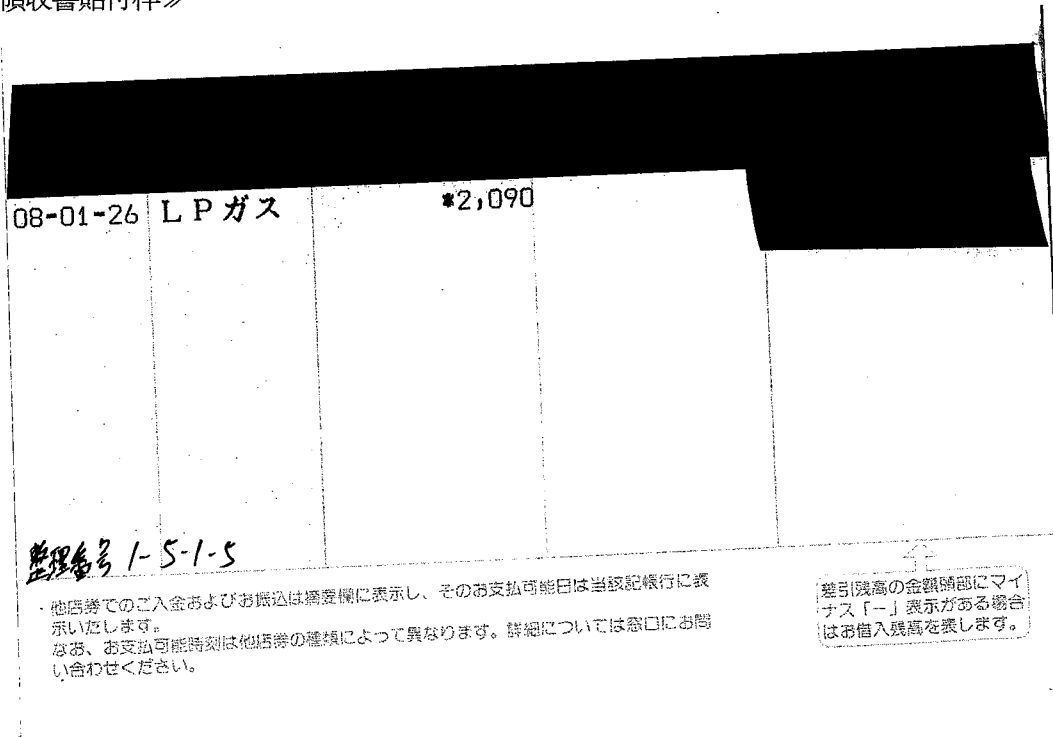 領収書貼付枠≫
08-01-26 LPガス *2,090
整理番号 1-5-1-5
・他店券でのご入金およびお振込は摘要欄に表示し、そのお支払可能日は当該記帳行に表
示いたします。
なお、お支払可能時刻は他店券の種類によって異なります。詳細については窓口にお問
い合わせください。
差引残高の金額頭部にマイ
ナス「－」表示がある場合
はお借入残高を表します。